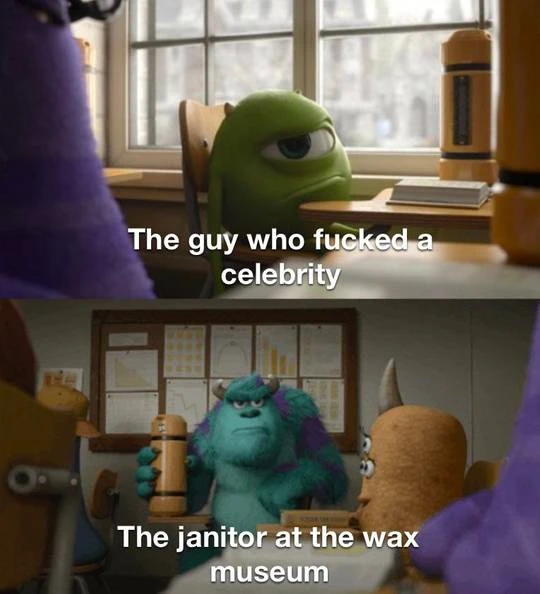 The guy who fucked a
celebrity
The janitor at the wax
museum